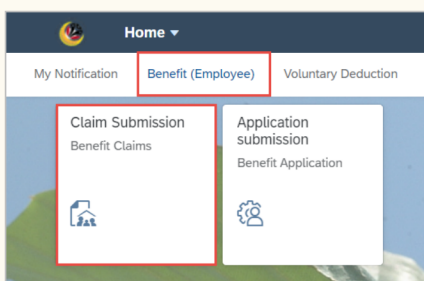 Home
My Notification
Benefit (Employee)
Voluntary Deduction
Claim Submission
Benefit Claims
Application
submission
Benefit Application